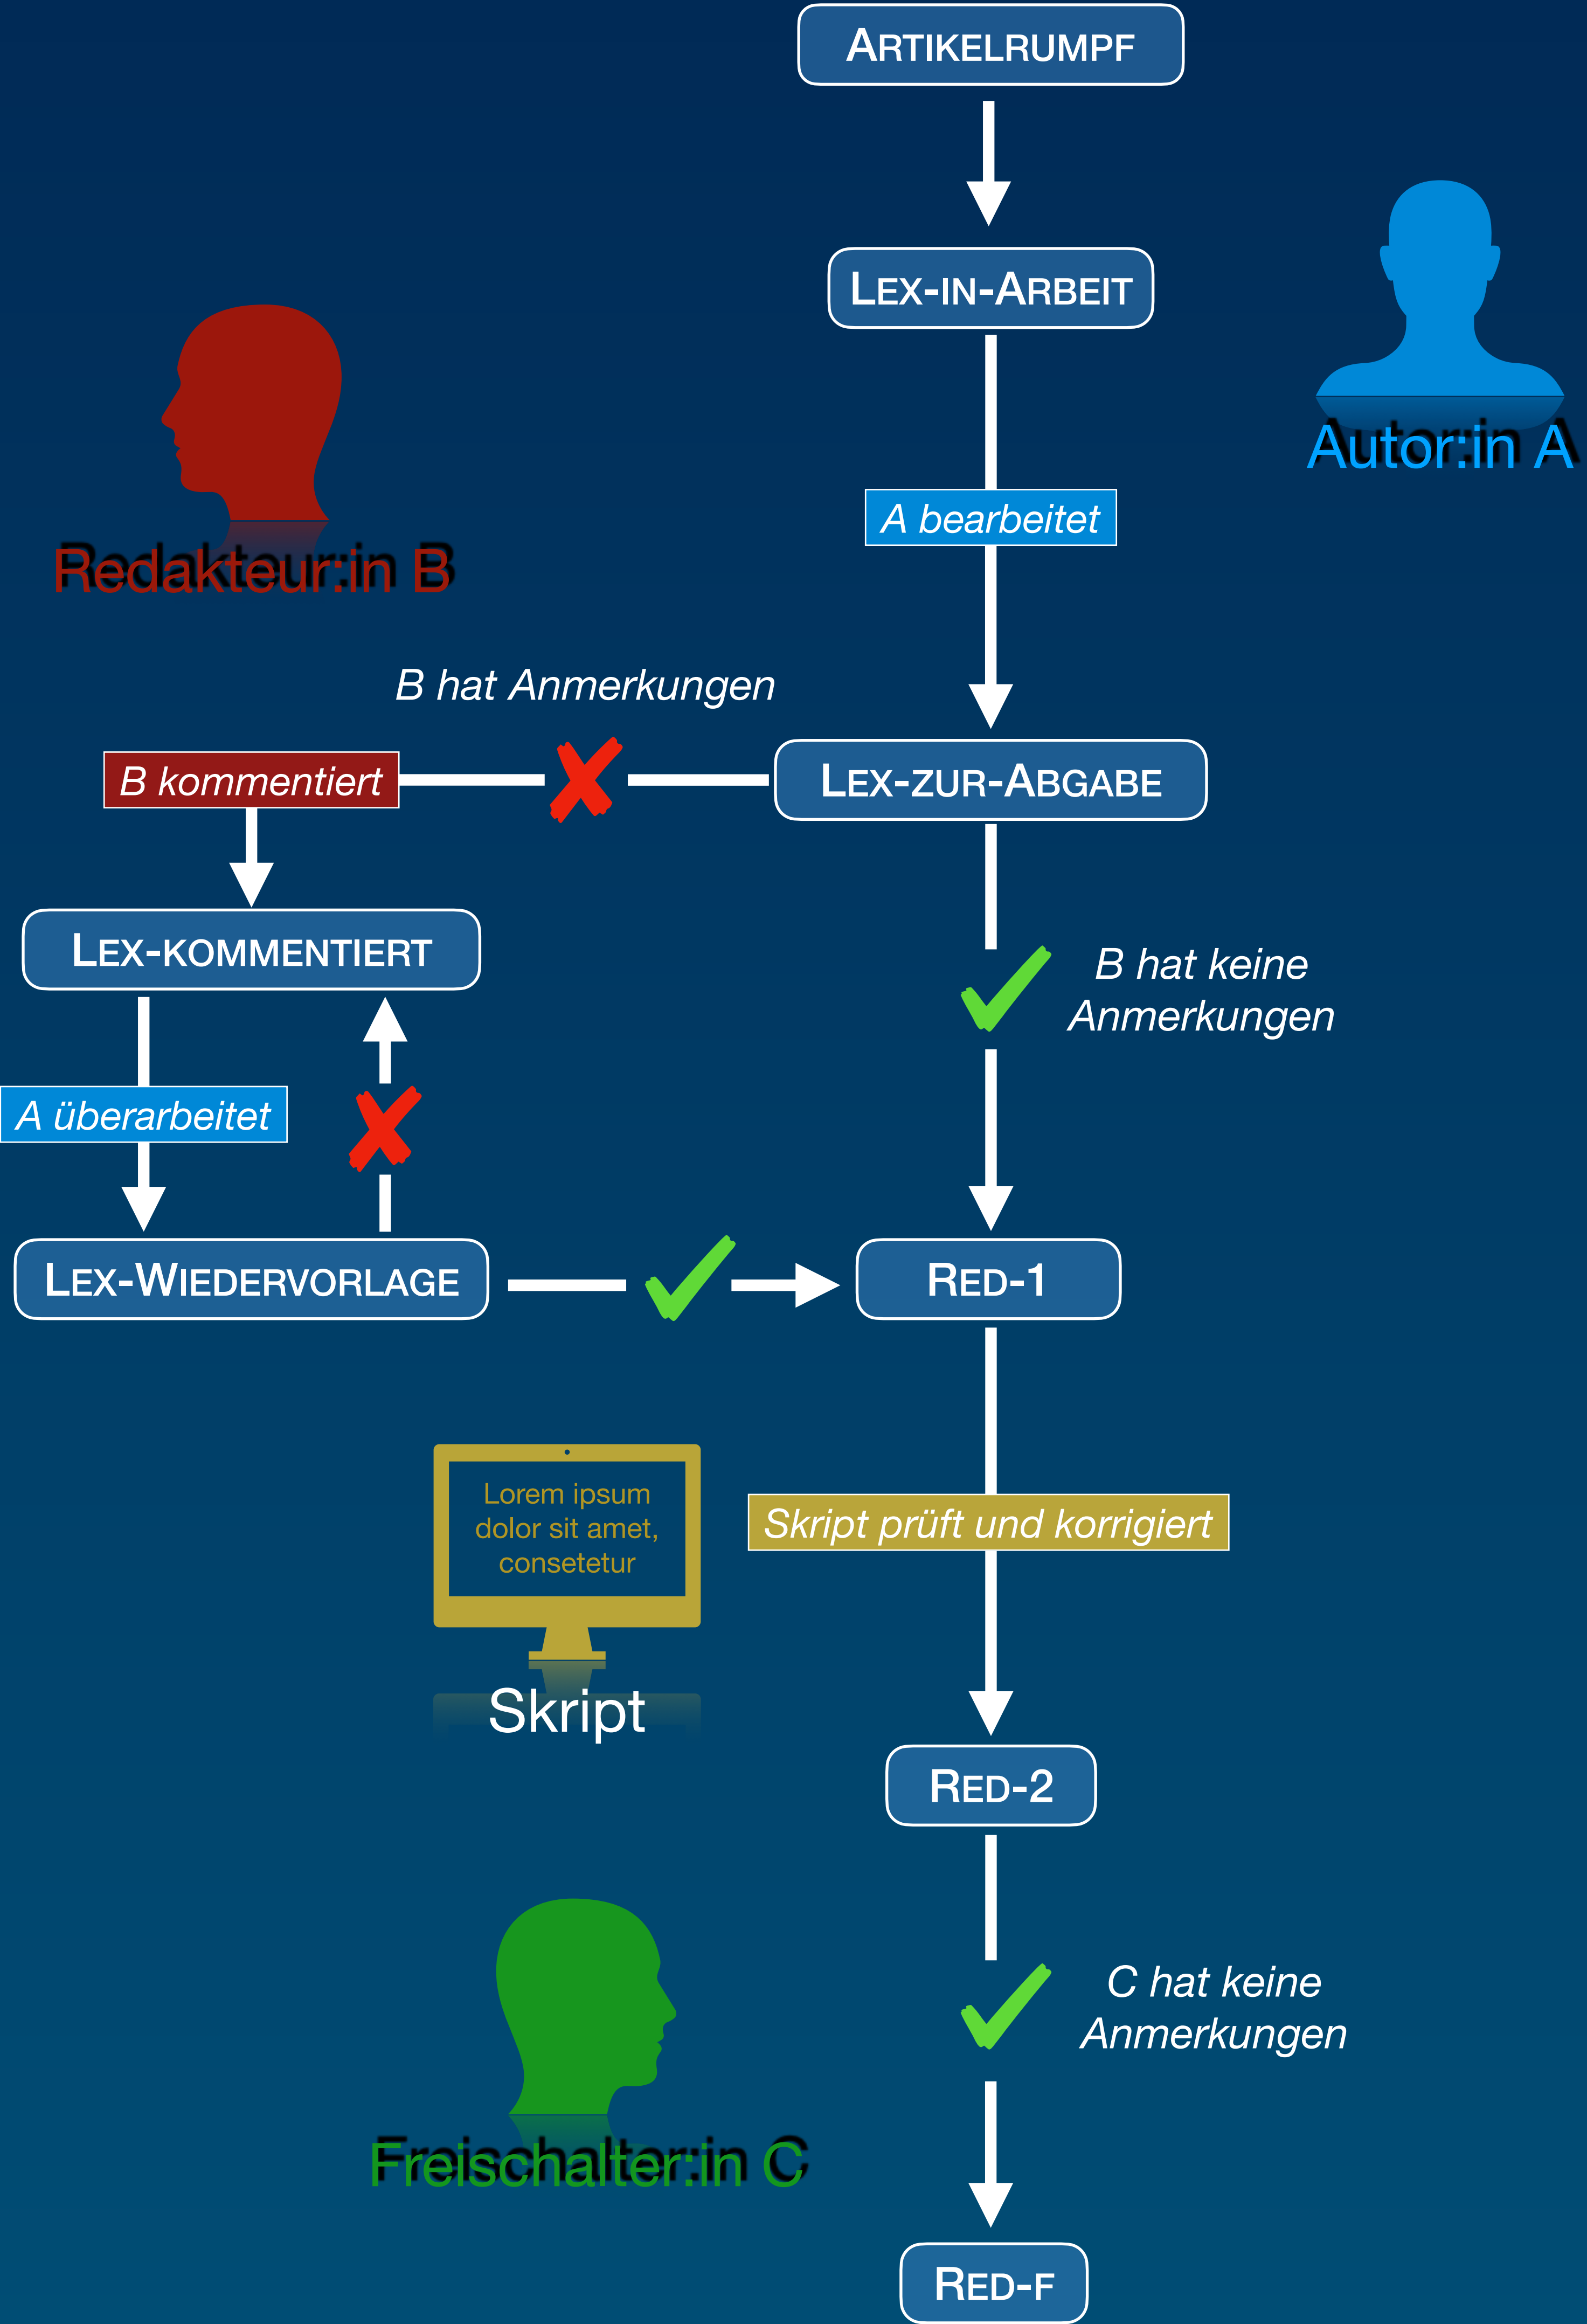 ARTIKELRUMPF
LEX-IN-ARBEIT
Autor:in A
A bearbeitet
Redakteur:in B
B hat Anmerkungen
B kommentiert
LEX-ZUR-ABGABE
LEX-KOMMENTIERT
B hat keine
Anmerkungen
A überarbeitet
LEX-WIEDERVORLAGE
RED-1
Lorem ipsum
dolor sit amet,
consetetur
Skript prüft und korrigiert
Skript
RED-2
C hat keine
Anmerkungen
Freischalter:in C
RED-F